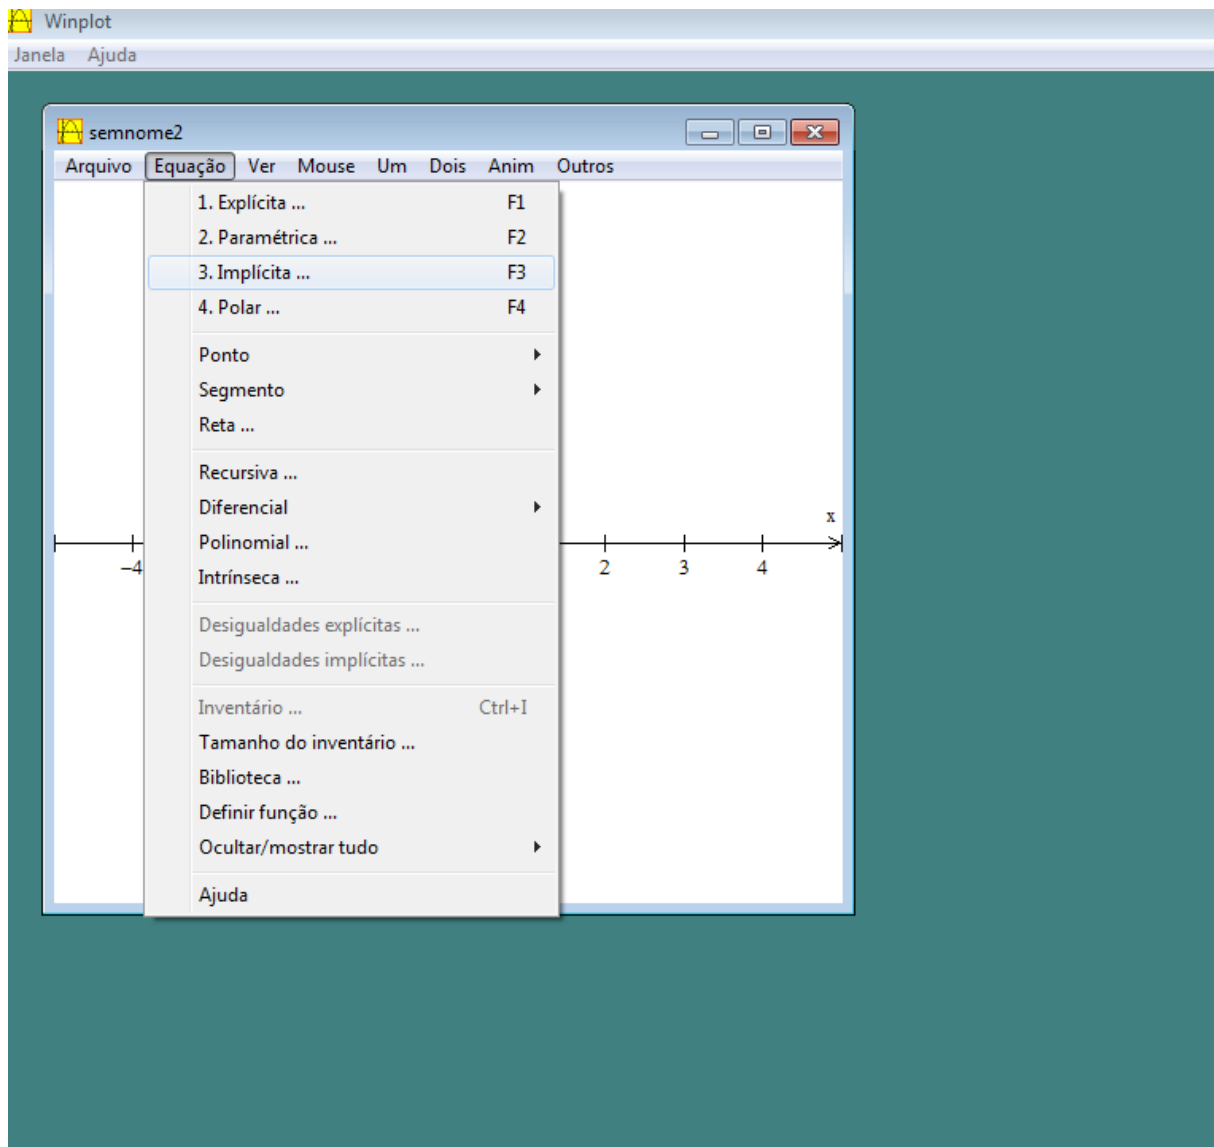 Winplot
Janela Ajuda
semnome2
Arquivo Equação Ver Mouse Um Dois Anim Outros
1. Explícita ... F1
2. Paramétrica ... F2
3. Implícita ... F3
4. Polar ... F4
Ponto
Segmento
Reta ...
Recursiva ...
Diferencial
x
Polinomial ...
–4 2 3 4
Intrínseca ...
Desigualdades explícitas ...
Desigualdades implícitas ...
Inventário ... Ctrl+I
Tamanho do inventário ...
Biblioteca ...
Definir função ...
Ocultar/mostrar tudo
Ajuda